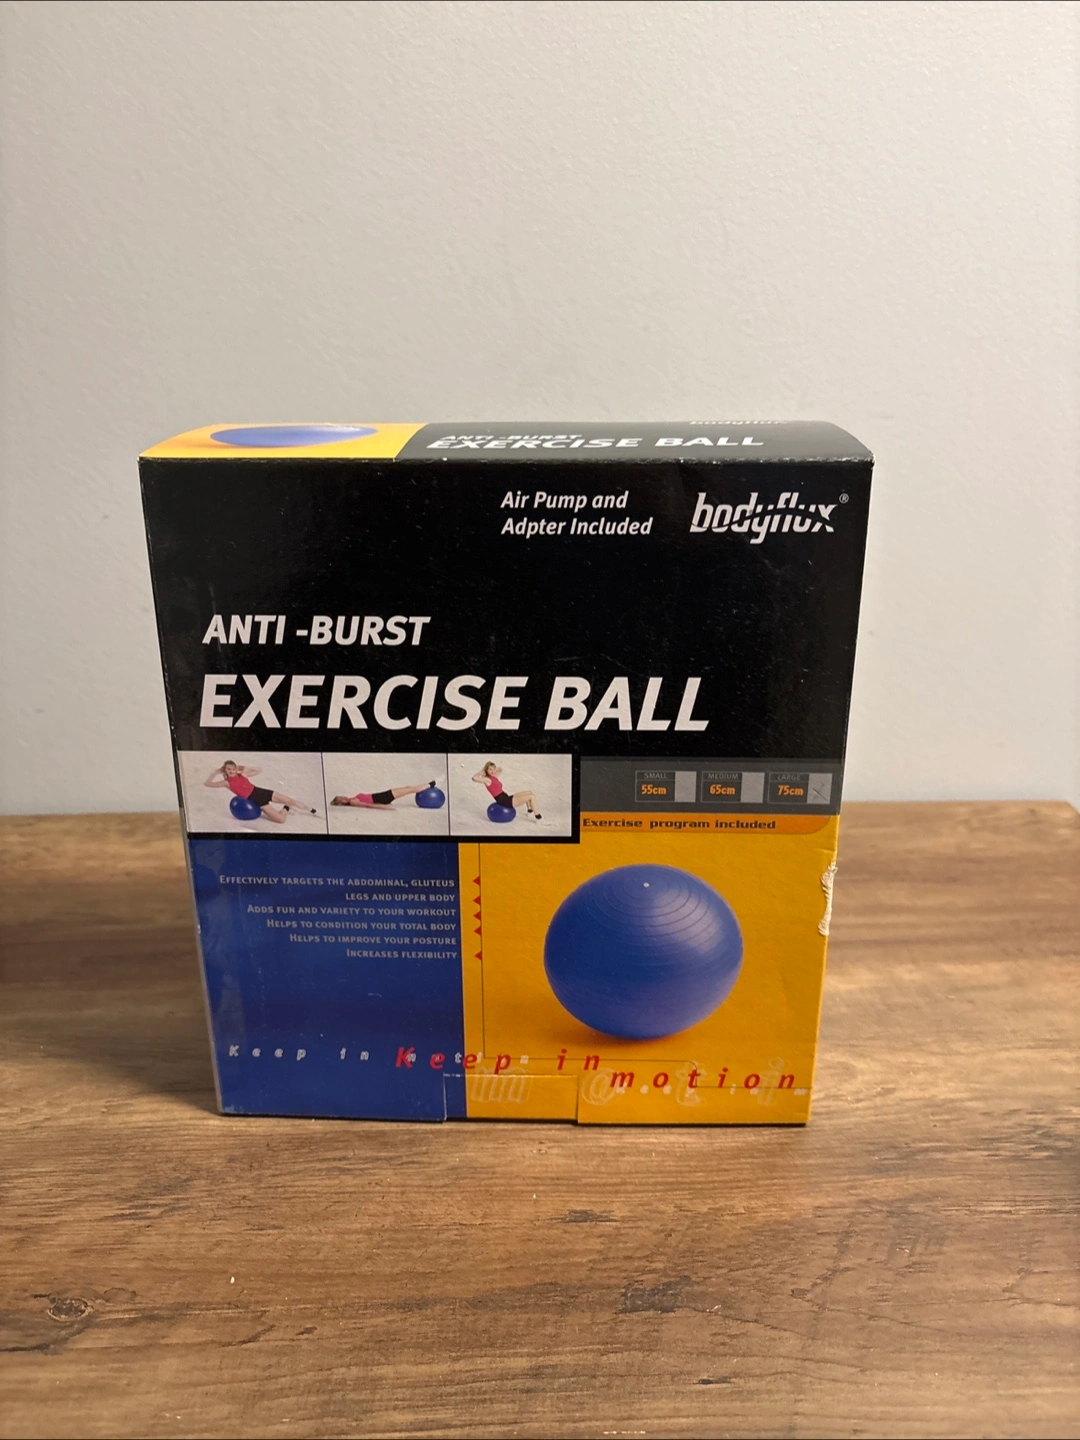 bodyflux
ANTI -BURST
EXERCISE BALL
Air Pump and
Adpter Included
bodyflux®
ANTI -BURST
EXERCISE BALL
SMALL
55cm
MEDIUM
65cm
LARGE
75cm
Exercise program included
EFFECTIVELY TARGETS THE ABDOMINAL, GLUTEUS
LEGS AND UPPER BODY
ADDS FUN AND VARIETY TO YOUR WORKOUT
HELPS TO CONDITION YOUR TOTAL BODY
HELPS TO IMPROVE YOUR POSTURE
INCREASES FLEXIBILITY
Keep in
Keep in
motion